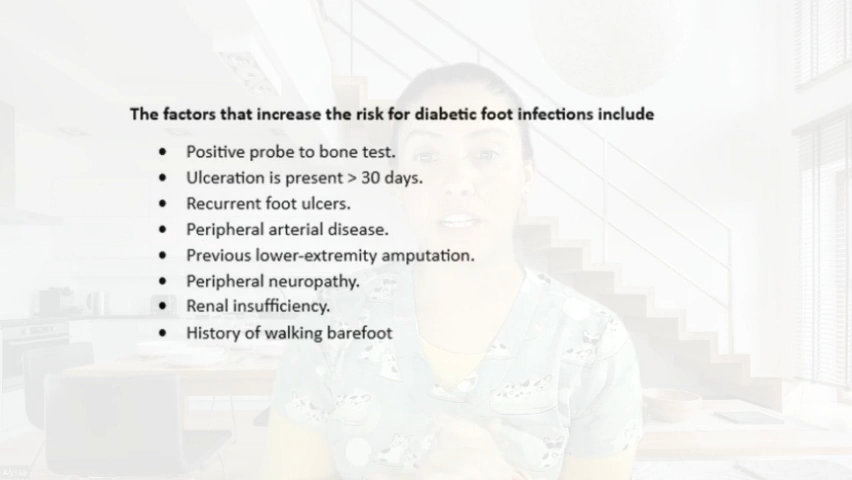 The factors that increase the risk for diabetic foot infections include
• Positive probe to bone test.
• Ulceration is present > 30 days.
• Recurrent foot ulcers.
• Peripheral arterial disease.
• Previous lower-extremity amputation.
• Peripheral neuropathy.
• Renal insufficiency.
• History of walking barefoot